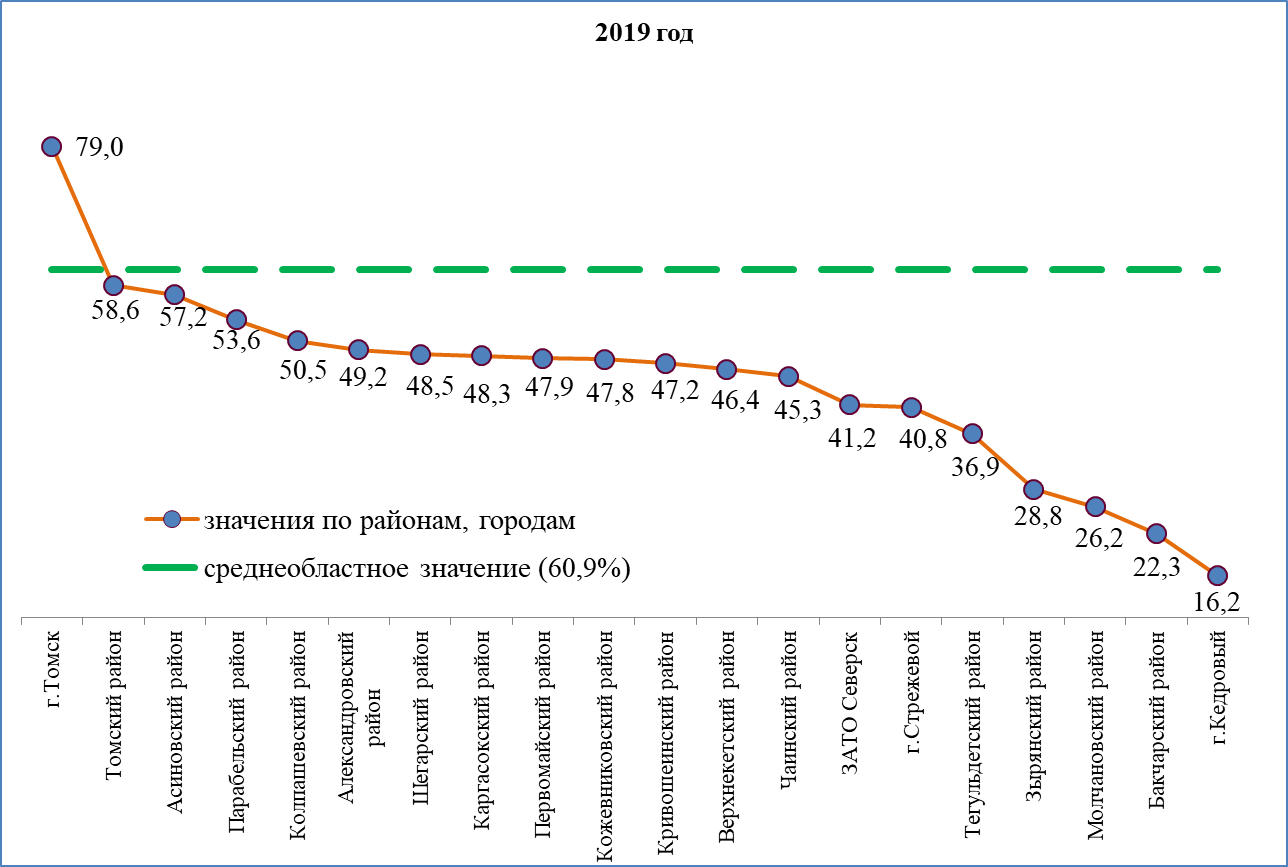 2019 год
79,0
58,6
57,2
53,6
50,5
49,2
48,5
48,3
47,9
47,8
47,2
46,4
45,3
41,2
40,8
36,9
28,8
26,2
22,3
16,2
значения по районам, городам
среднеобластное значение (60,9%)
г.Томск
Томский район
Асиновский район
Парабельский район
Колпашевский район
Александровский
район
Шегарский район
Каргасокский район
Первомайский район
Кожевниковский район
Кривошеинский район
Верхнекетский район
Чаинский район
ЗАТО Северск
г.Стрежевой
Тегульдетский район
Зырянский район
Молчановский район
Бакчарский район
г.Кедровый